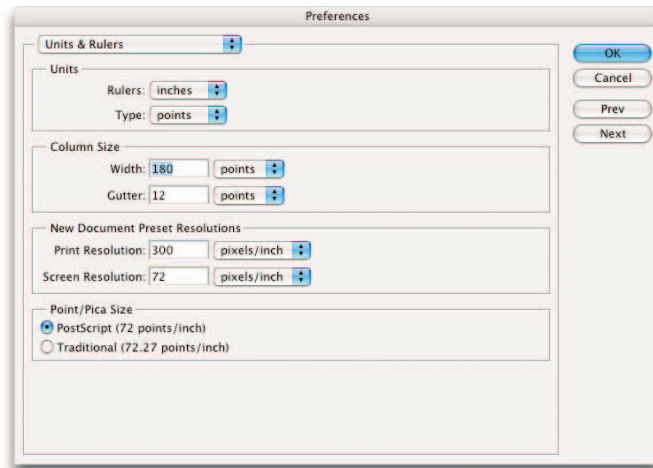 Preferences
Units & Rulers
OK
Cancel
Prev
Next
Units
Rulers: inches
Type: points
Column Size
Width: 180 points
Gutter: 12 points
New Document Preset Resolutions
Print Resolution: 300 pixels/inch
Screen Resolution: 72 pixels/inch
Point/Pica Size
PostScript (72 points/inch)
Traditional (72.27 points/inch)